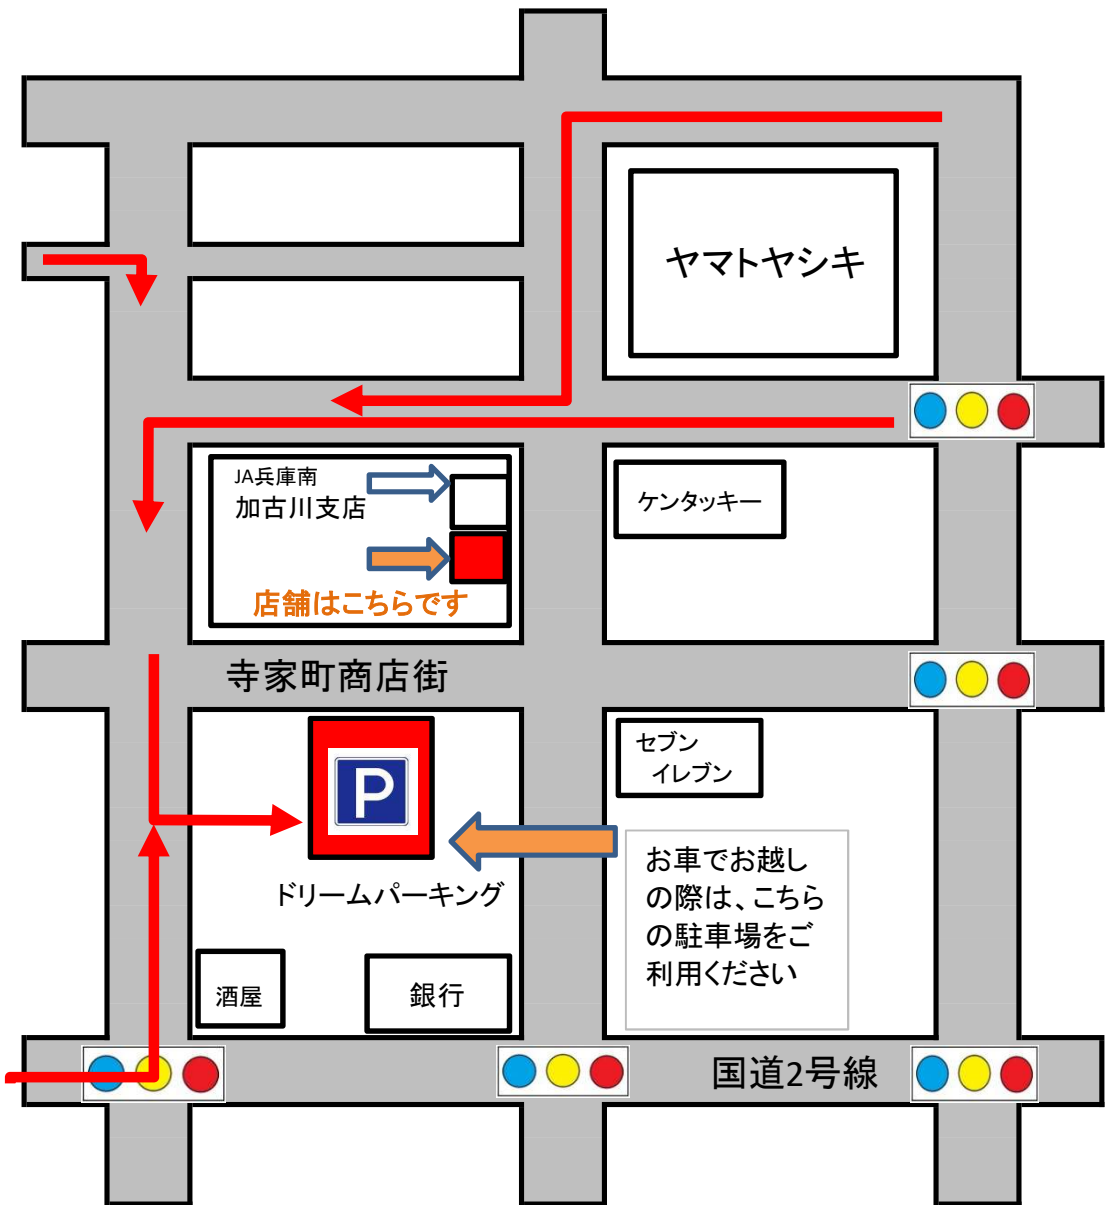 ヤマトヤシキ
JA兵庫南
加古川支店
ケンタッキー
店舗はこちらです
寺家町商店街
セブン
イレブン
P
お車でお越し
の際は、こちら
の駐車場をご
利用ください
ドリームパーキング
酒屋
銀行
国道2号線